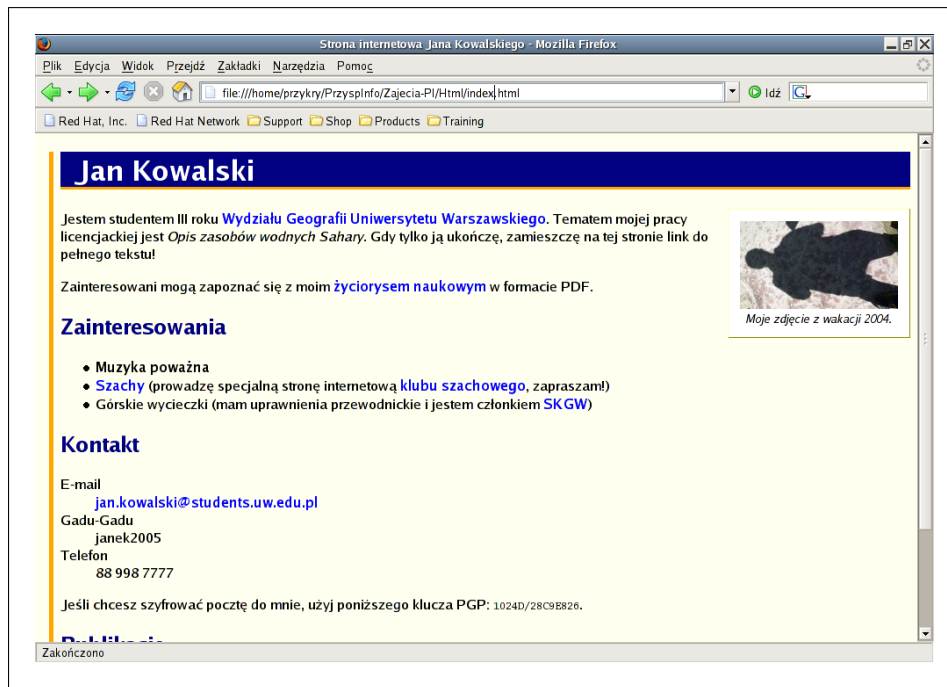 Strona internetowa Jana Kowalskiego - Mozilla Firefox
Plik Edycja Widok Przejdź Zakładki Narzędzia Pomoc
file:///home/przykry/PrzyspInfo/Zajecia-Pl/Html/index.html Idź G
Red Hat, Inc. Red Hat Network Support Shop Products Training
Jan Kowalski
Jestem studentem III roku Wydziału Geografii Uniwersytetu Warszawskiego. Tematem mojej pracy
licencjackiej jest Opis zasobów wodnych Sahary. Gdy tylko ją ukończę, zamieszczę na tej stronie link do
pełnego tekstu!
Zainteresowani mogą zapoznać się z moim życiorysem naukowym w formacie PDF.
Moje zdjęcie z wakacji 2004.
Zainteresowania
Muzyka poważna
Szachy (prowadzę specjalną stronę internetową klubu szachowego, zapraszam!)
Górskie wycieczki (mam uprawnienia przewodnickie i jestem członkiem SKGW)
Kontakt
E-mail
jan.kowalski@students.uw.edu.pl
Gadu-Gadu
janek2005
Telefon
88 998 7777
Jeśli chcesz szyfrować pocztę do mnie, użyj poniższego klucza PGP: 1024D/28C9E826.
Publikacje
Zakończono